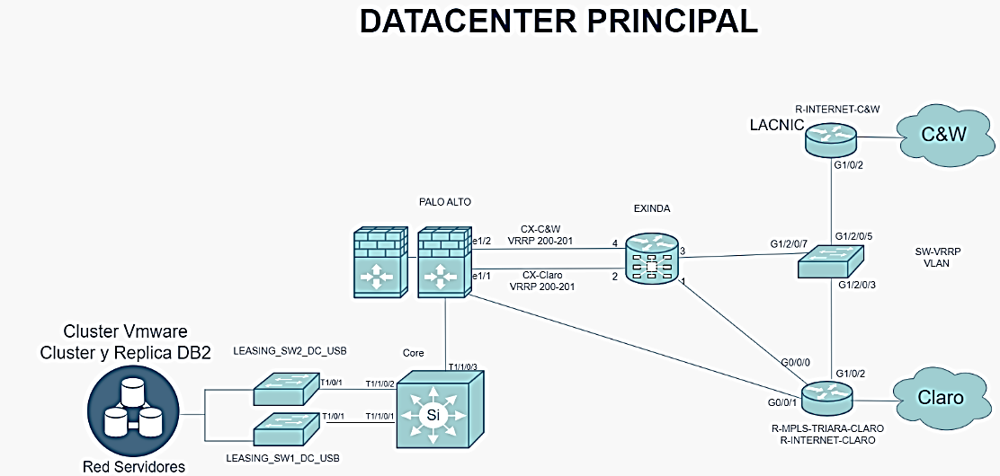 DATACENTER PRINCIPAL
R-INTERNET-C&W
LACNIC
C&W
G1/0/2
PALO ALTO
EXINDA
CX-C&W
VRRP 200-201
e1/2
4
3
G1/2/0/7
G1/2/0/5
SW-VRRP
VLAN
e1/1
CX-Claro
VRRP 200-201
2
1
G1/2/0/3
Cluster Vmware
Cluster y Replica DB2
LEASING_SW2_DC_USB
Core
T1/1/0/3
G0/0/0
G1/0/2
T1/0/1
T1/1/0/2
Claro
G0/0/1
Si
T1/0/1
T1/1/0/1
R-MPLS-TRIARA-CLARO
R-INTERNET-CLARO
LEASING_SW1_DC_USB
Red Servidores